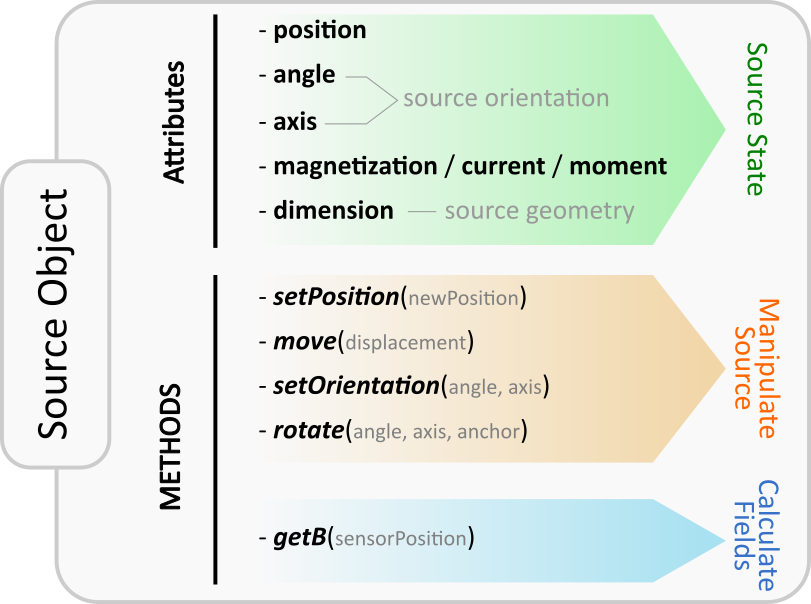 Source Object
Attributes
- position
- angle
- axis
source orientation
- magnetization / current / moment
- dimension
source geometry
Source State
METHODS
- setPosition(newPosition)
- move(displacement)
- setOrientation(angle, axis)
- rotate(angle, axis, anchor)
Manipulate
Source
- getB(sensorPosition)
Calculate
Fields